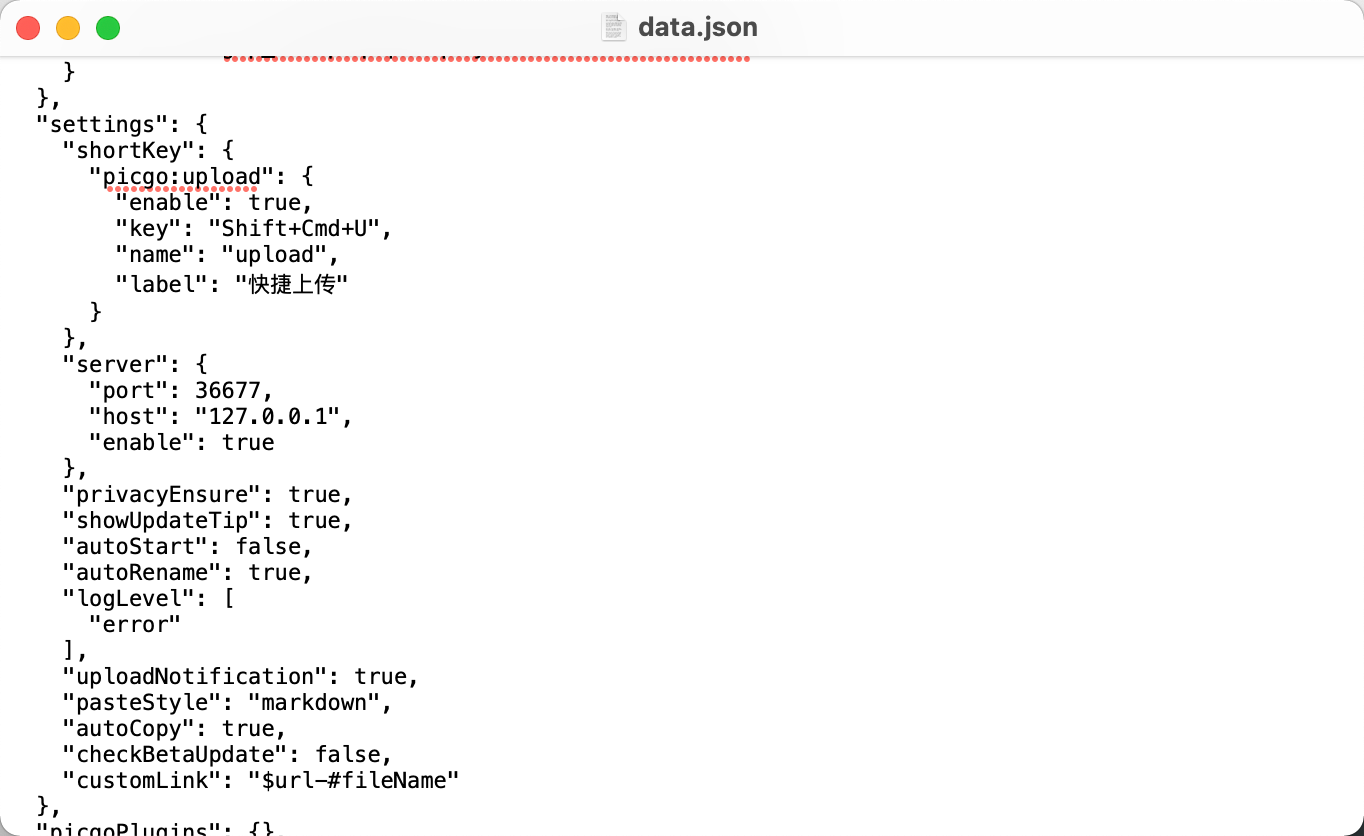 data.json
}
},
"settings": {
"shortKey": {
"picgo:upload": {
"enable": true,
"key": "Shift+Cmd+U",
"name": "upload",
"label": "快捷上传"
}
},
"server": {
"port": 36677,
"host": "127.0.0.1",
"enable": true
},
"privacyEnsure": true,
"showUpdateTip": true,
"autoStart": false,
"autoRename": true,
"logLevel": [
"error"
],
"uploadNotification": true,
"pasteStyle": "markdown",
"autoCopy": true,
"checkBetaUpdate": false,
"customLink": "$url-#fileName"
},
"picgoPlugins": {},